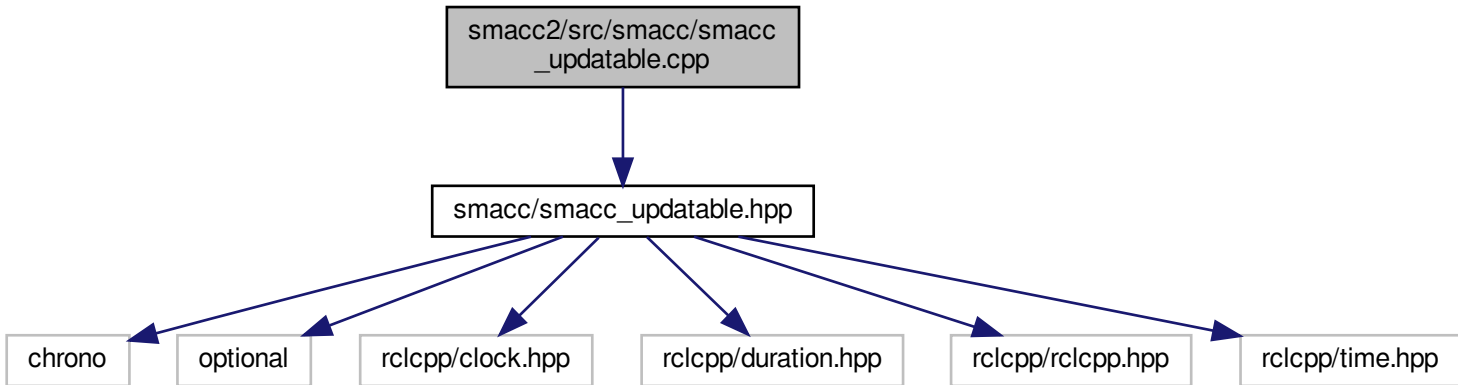 smacc2/src/smacc/smacc
_updatable.cpp
smacc/smacc_updatable.hpp
chrono
optional
rclcpp/clock.hpp
rclcpp/duration.hpp
rclcpp/rclcpp.hpp
rclcpp/time.hpp